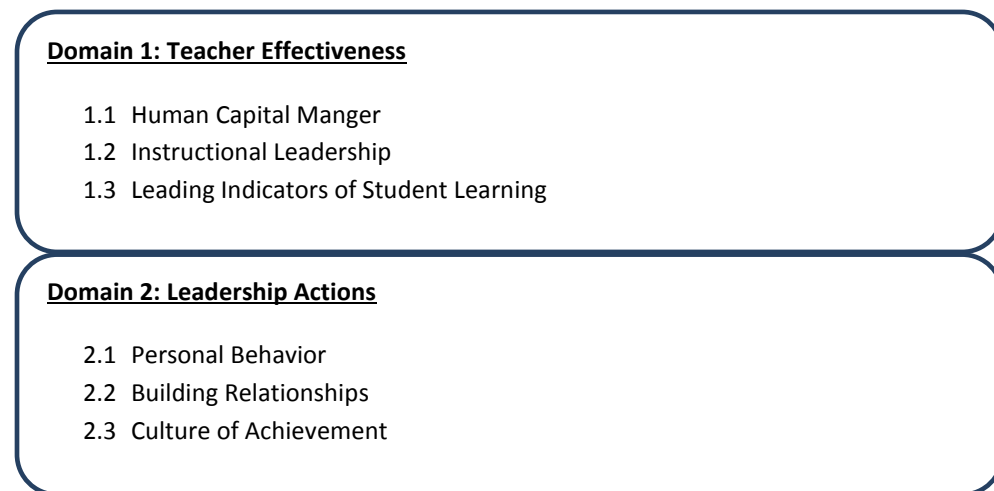 Domain 1: Teacher Effectiveness
1.1 Human Capital Manger
1.2 Instructional Leadership
1.3 Leading Indicators of Student Learning
Domain 2: Leadership Actions
2.1 Personal Behavior
2.2 Building Relationships
2.3 Culture of Achievement